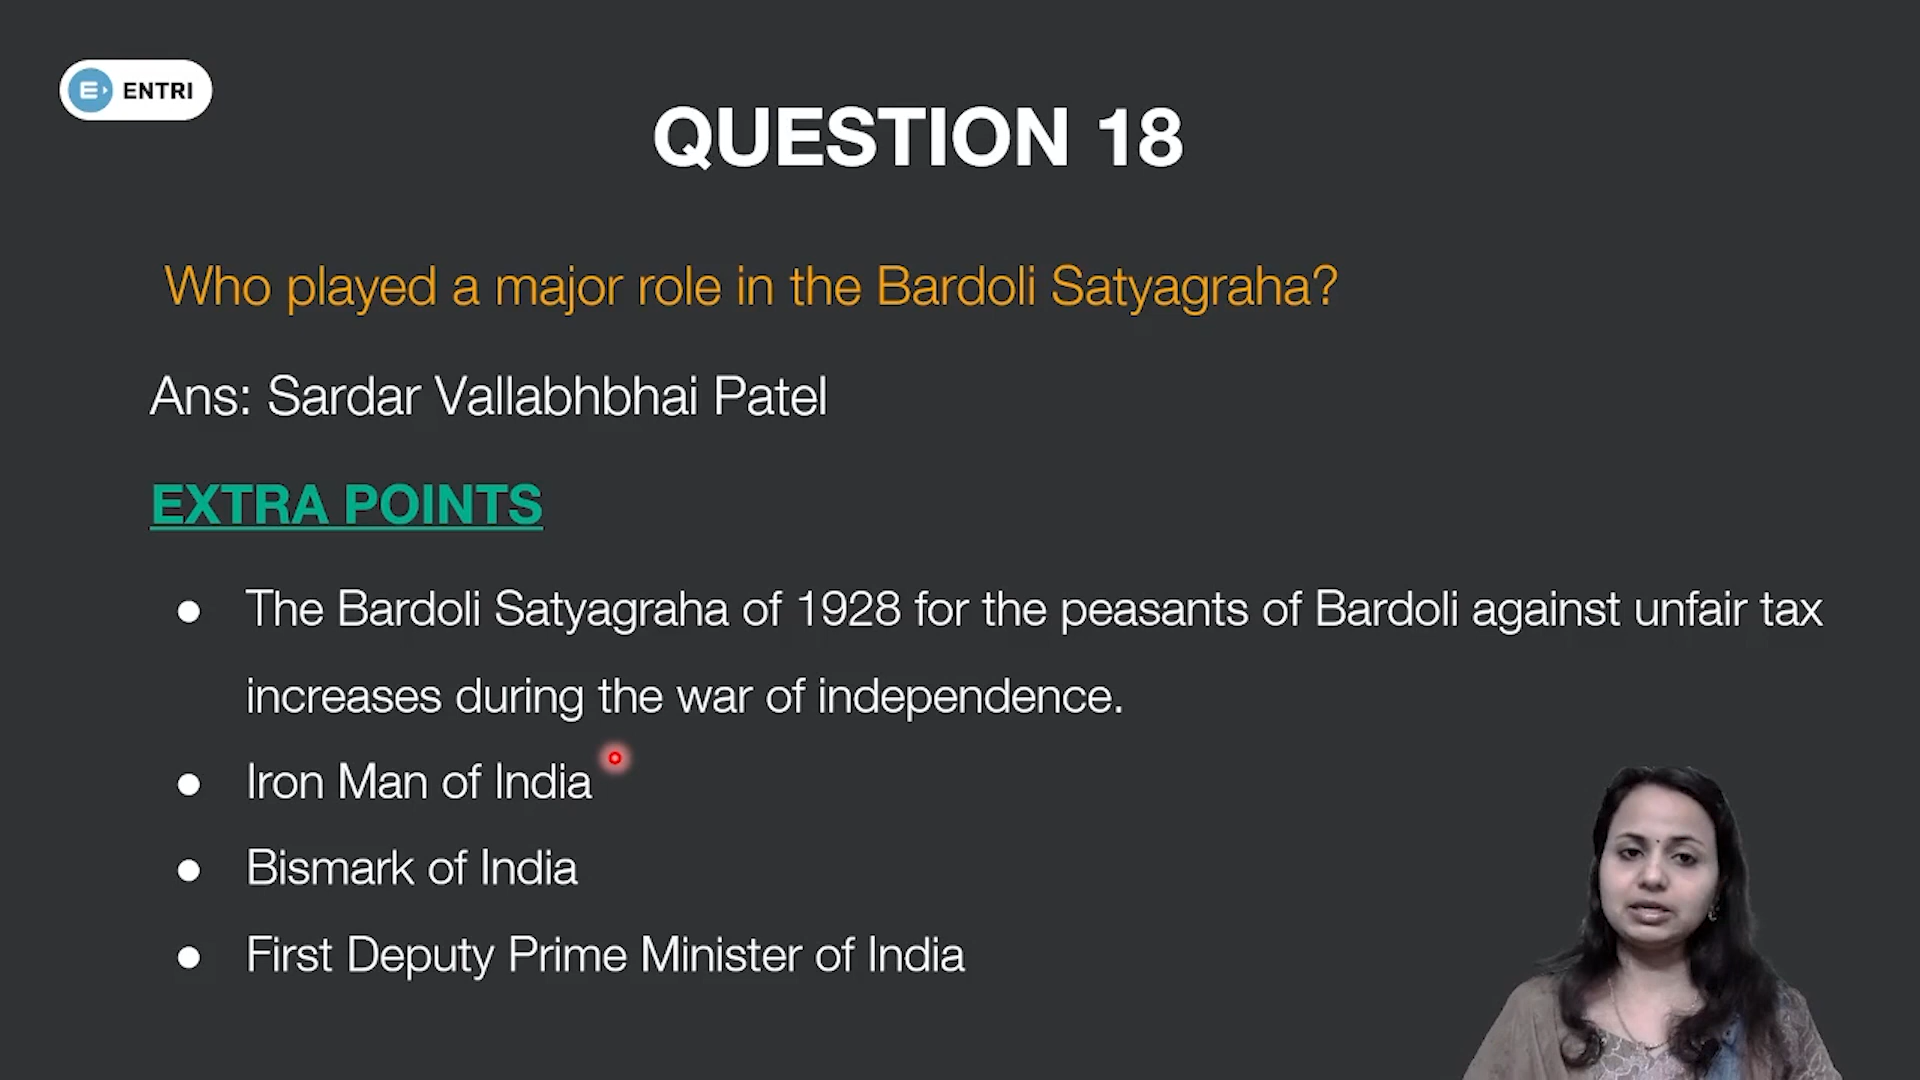 ENTRI
QUESTION 18
Who played a major role in the Bardoli Satyagraha?
Ans: Sardar Vallabhbhai Patel
EXTRA POINTS
● The Bardoli Satyagraha of 1928 for the peasants of Bardoli against unfair tax
increases during the war of independence.
● Iron Man of India
● Bismark of India
● First Deputy Prime Minister of India